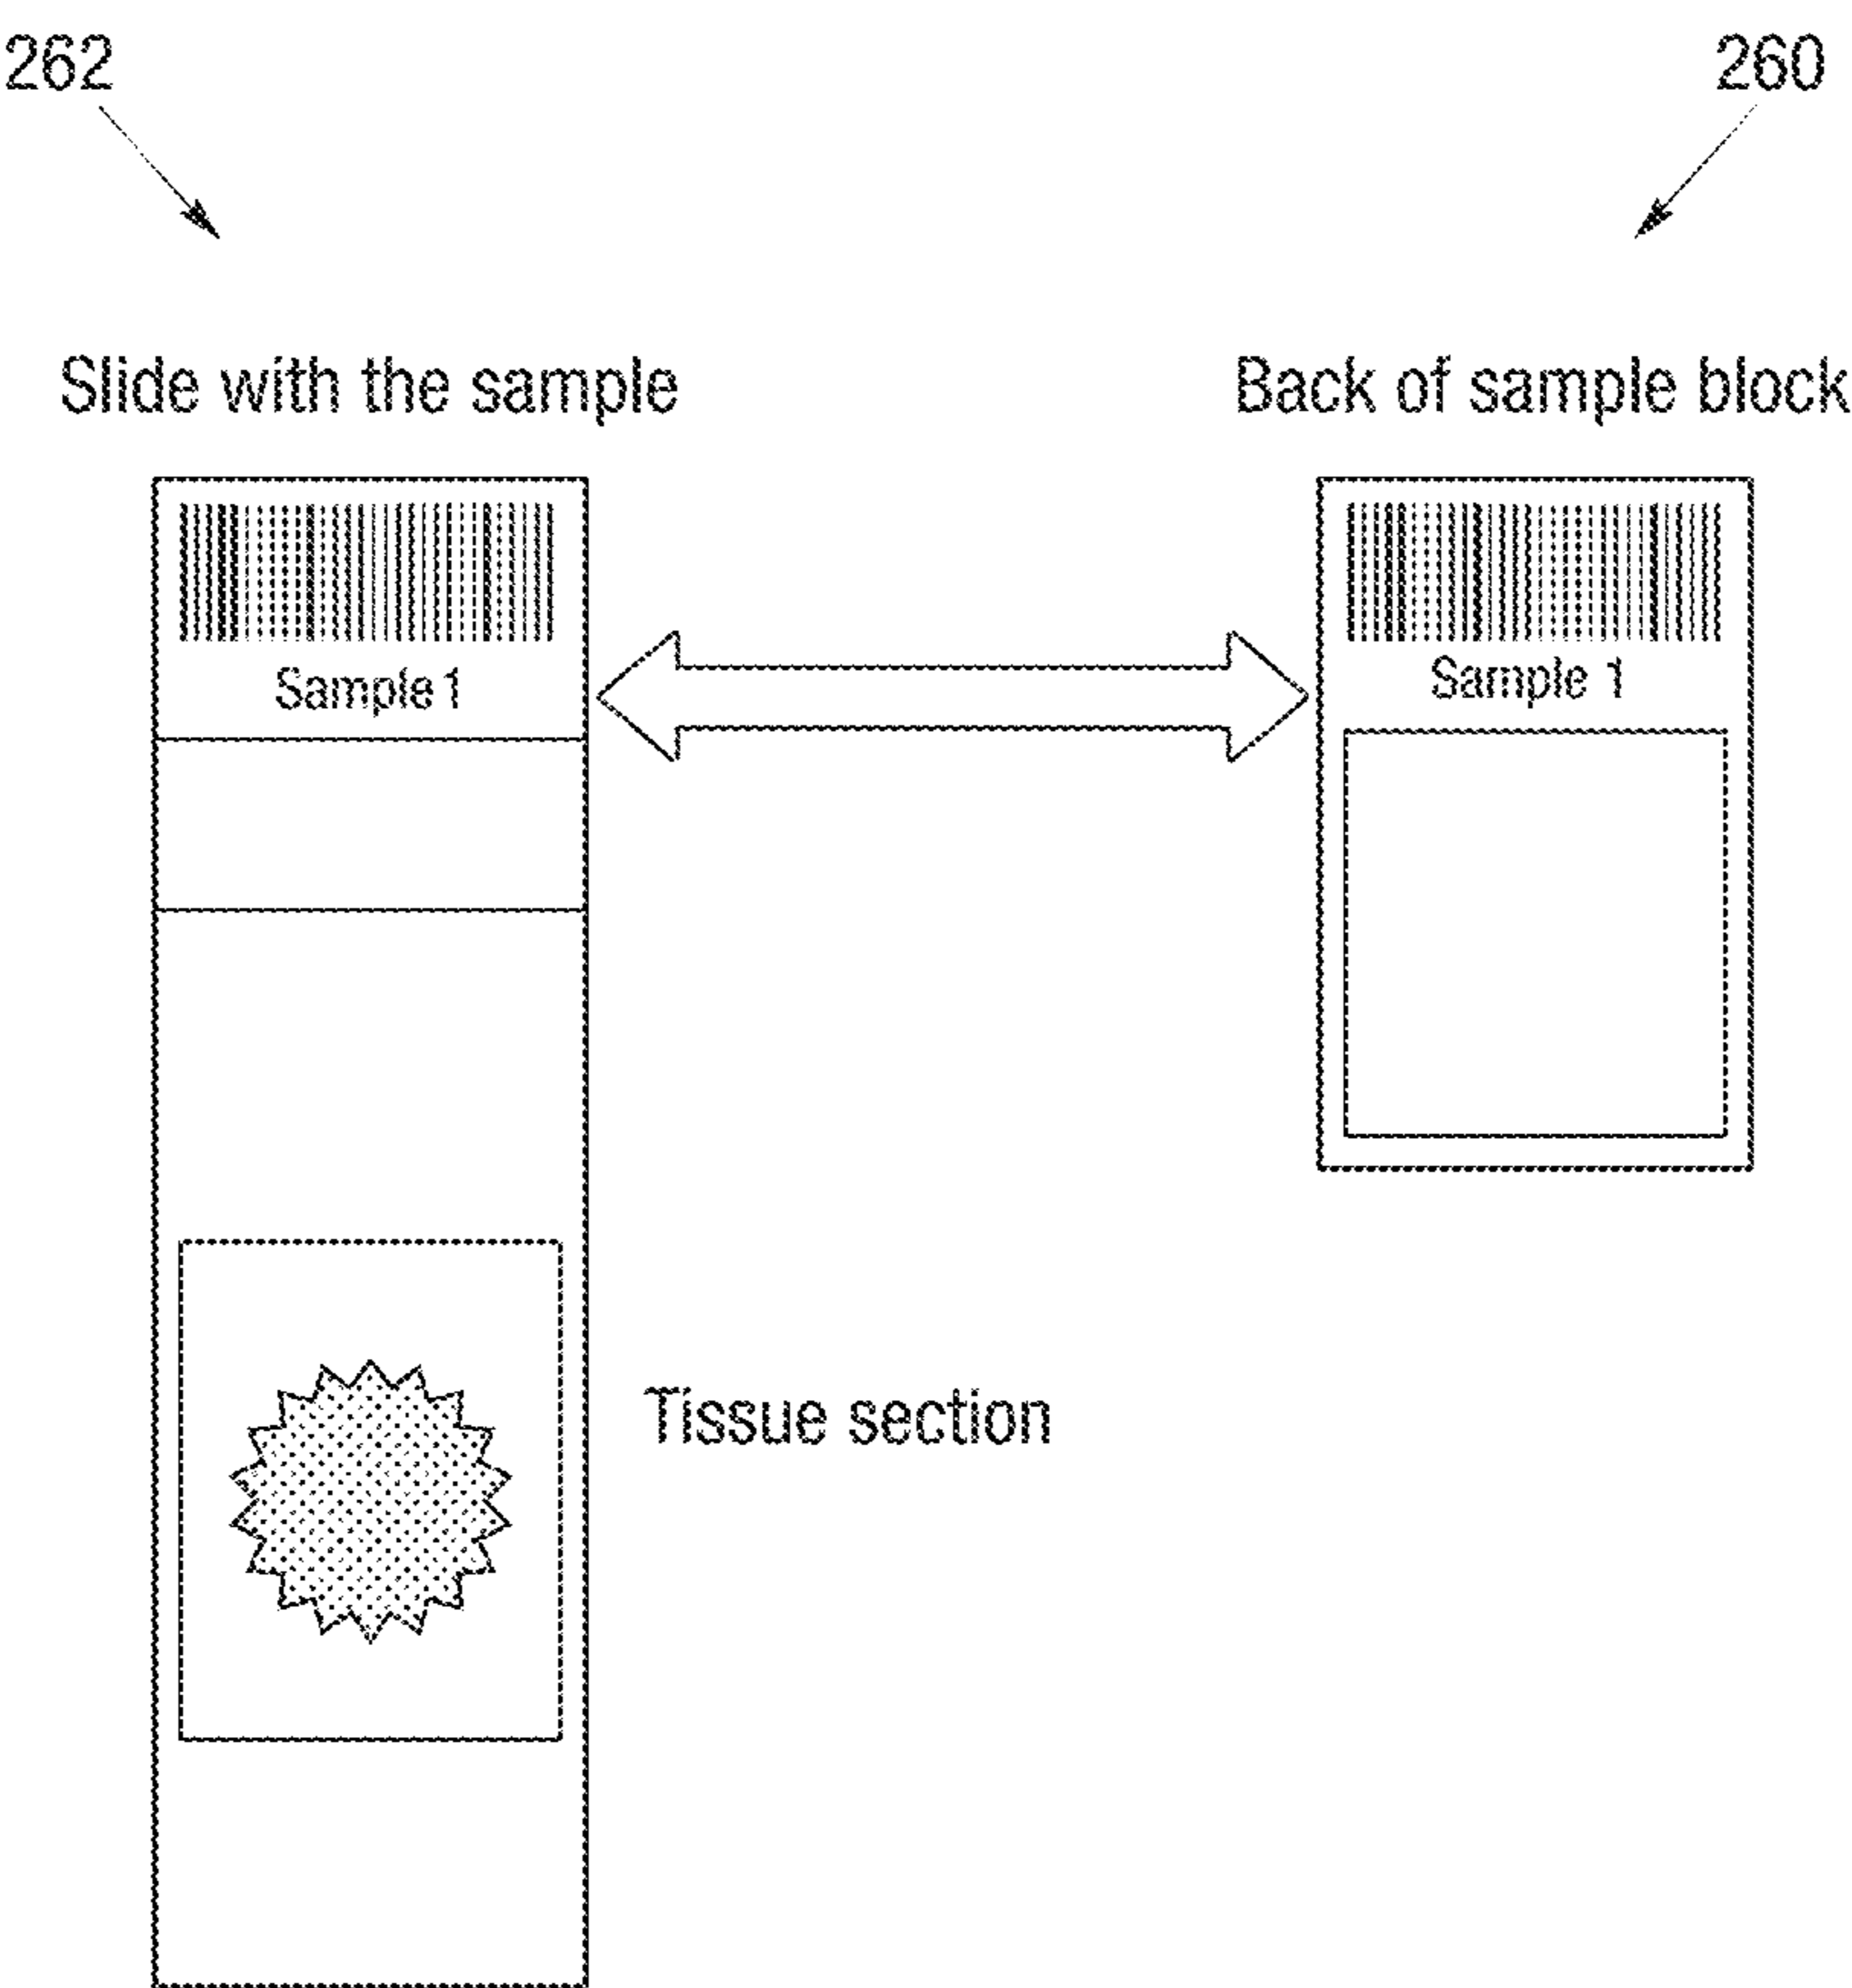 262
260
Slide with the sample
Back of sample block
Sample 1
Sample 1
Tissue section